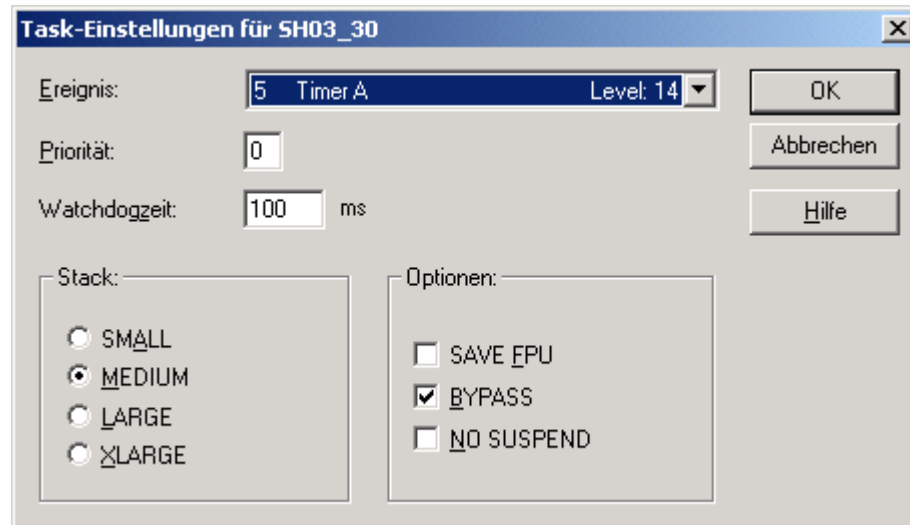 Task-Einstellungen für SH03_30
Ereignis: 5 Timer A Level: 14 OK
Priorität: 0 Abbrechen
Watchdogzeit: 100 ms Hilfe
Stack: Optionen:
SMALL
MEDIUM
LARGE
XLARGE
SAVE FPU
BYPASS
NO SUSPEND